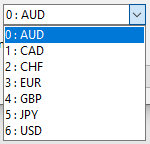 0 : AUD
0 : AUD
1 : CAD
2 : CHF
3 : EUR
4 : GBP
5 : JPY
6 : USD